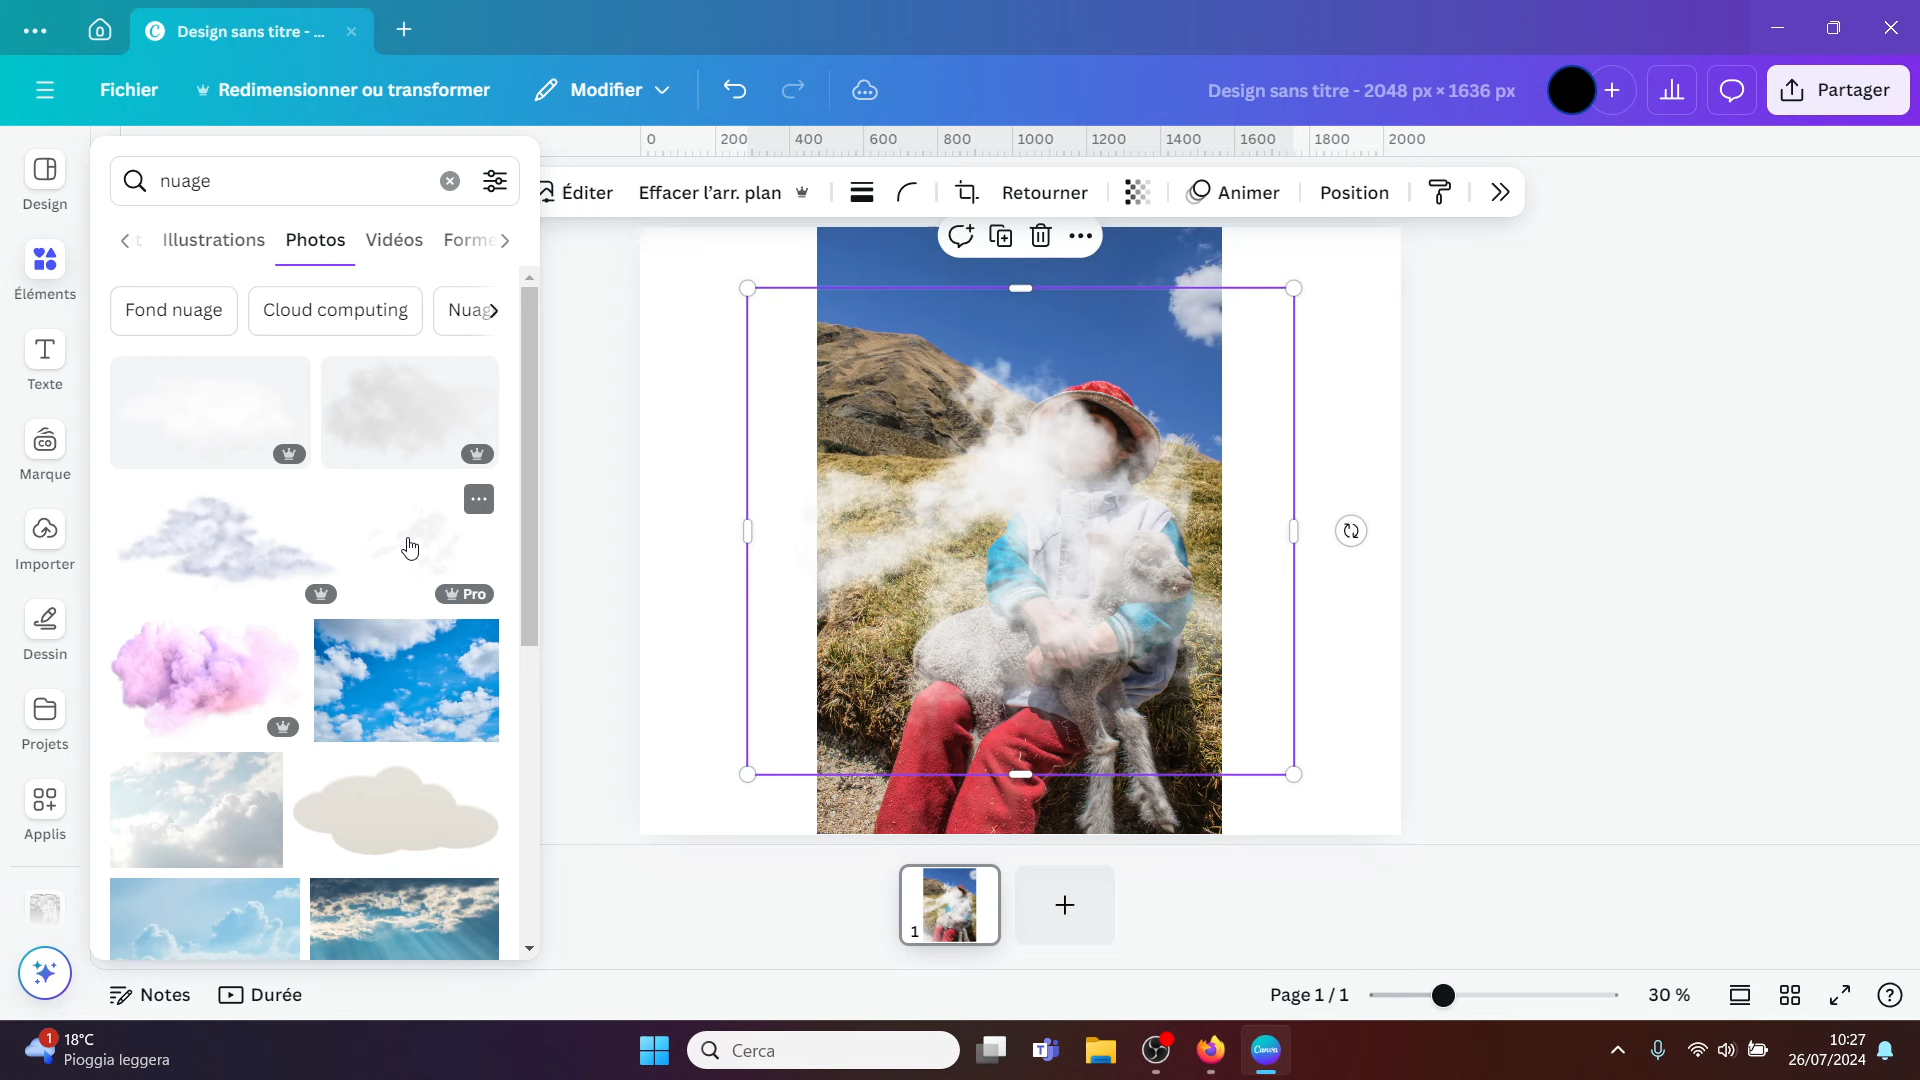 Design sans titre - ...
Fichier
Redimensionner ou transformer
Modifier
Design sans titre - 2048 px × 1636 px
Partager
0 200 400 600 800 1000 1200 1400 1600 1800 2000
nuage
Éditer
Effacer l'arr. plan
Retourner
Animer
Position
Illustrations
Photos
Vidéos
Forme
Fond nuage
Cloud computing
Nuag
Pro
Design
Éléments
Texte
Marque
Importer
Dessin
Projets
Applis
1
Notes
Durée
Page 1 / 1
30 %
1
18°C
Pioggia leggera
Cerca
Canva
10:27
26/07/2024